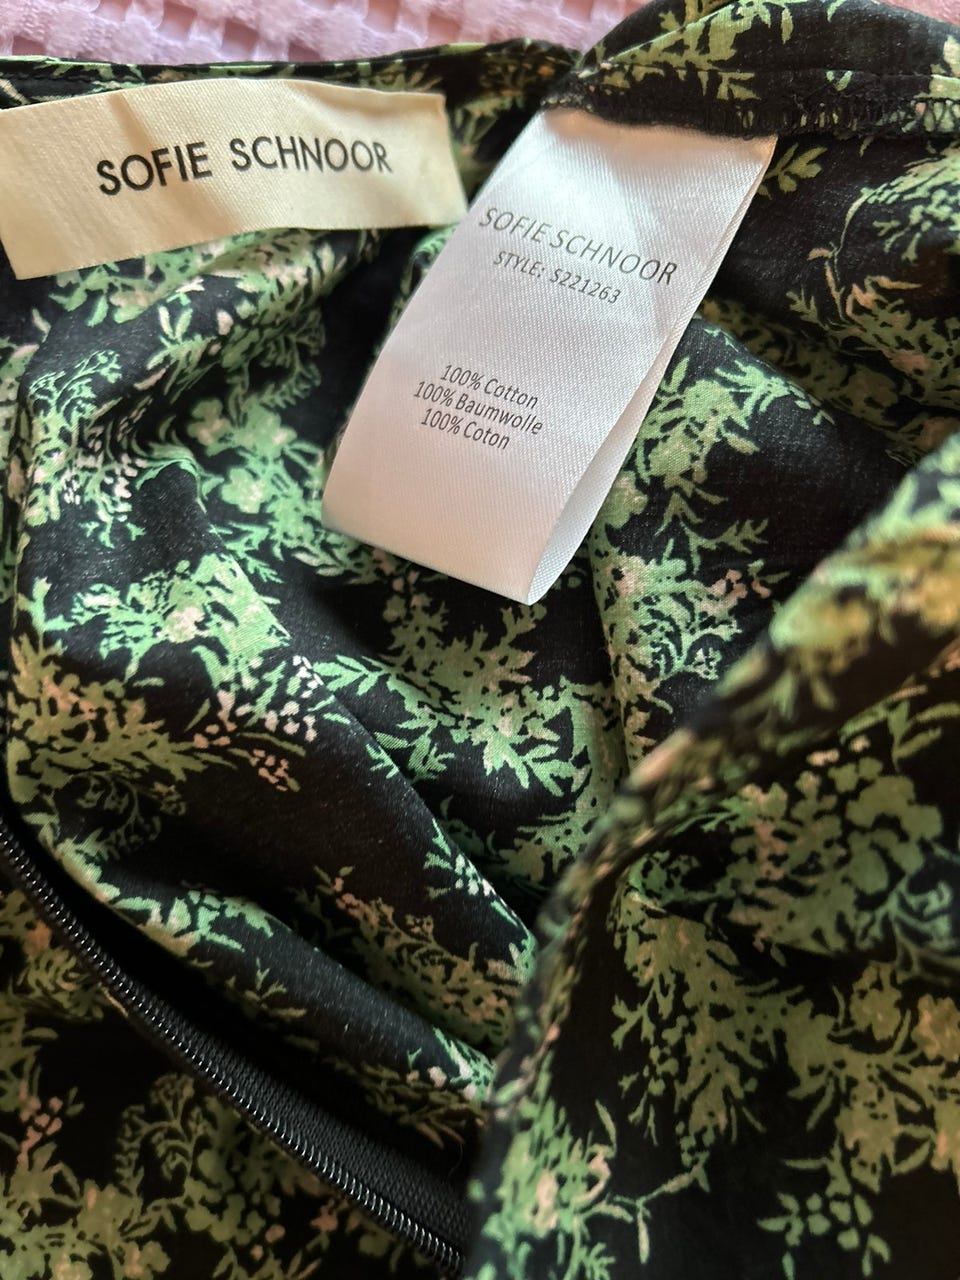 SOFIE SCHNOOR
SOFIE SCHNOOR
STYLE: S221263
100% Cotton
100% Baumwolle
100% Coton